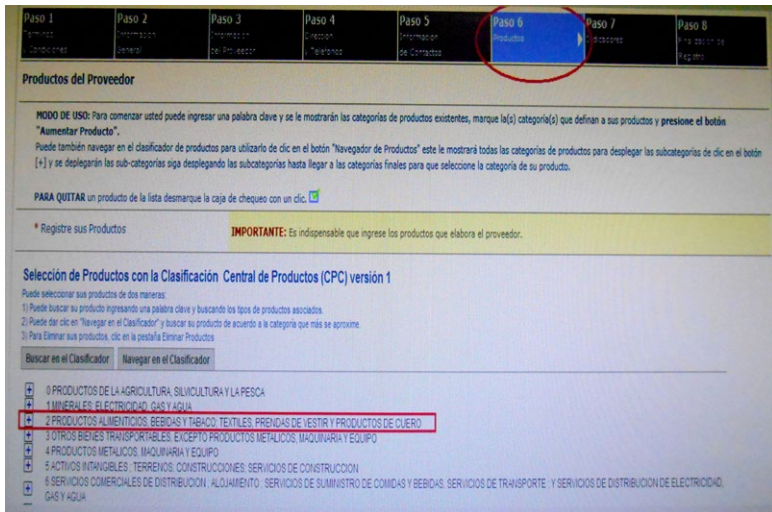 Paso 1
Términos
y Condiciones
Paso 2
Información
General
Paso 3
Información
del Proveedor
Paso 4
Dirección
y Teléfonos
Paso 5
Información
de Contactos
Paso 6
Productos
Paso 7
Indicadores
Paso 8
Finalización de
Registro
Productos del Proveedor
MODO DE USO: Para comenzar usted puede ingresar una palabra clave y se le mostrarán las categorías de productos existentes, marque la(s) categoría(s) que definan a sus productos y presione el botón
"Aumentar Producto".
Puede también navegar en el clasificador de productos para utilizarlo de clic en el botón "Navegador de Productos" este le mostrará todas las categorías de productos para desplegar las subcategorías de clic en el botón
[+] y se deplegarán las sub-categorías siga desplegando las subcategorías hasta llegar a las categorías finales para que seleccione la categoría de su producto.
PARA QUITAR un producto de la lista desmarque la caja de chequeo con un clic.
* Registre sus Productos
IMPORTANTE: Es indispensable que ingrese los productos que elabora el proveedor.
Selección de Productos con la Clasificación Central de Productos (CPC) versión 1
Puede seleccionar sus productos de dos maneras:
1) Puede buscar su producto ingresando una palabra clave y buscando los tipos de productos asociados.
2) Puede dar clic en "Navegar en el Clasificador" y buscar su producto de acuerdo a la categoría que más se aproxime.
3) Para Eliminar sus productos, clic en la pestaña Eliminar Productos
Buscar en el Clasificador
Navegar en el Clasificador
0 PRODUCTOS DE LA AGRICULTURA, SILVICULTURA Y LA PESCA
1 MINERALES; ELECTRICIDAD, GAS Y AGUA
2 PRODUCTOS ALIMENTICIOS, BEBIDAS Y TABACO; TEXTILES, PRENDAS DE VESTIR Y PRODUCTOS DE CUERO
3 OTROS BIENES TRANSPORTABLES, EXCEPTO PRODUCTOS METALICOS, MAQUINARIA Y EQUIPO
4 PRODUCTOS METALICOS, MAQUINARIA Y EQUIPO
5 ACTIVOS INTANGIBLES ; TERRENOS; CONSTRUCCIONES; SERVICIOS DE CONSTRUCCION
6 SERVICIOS COMERCIALES DE DISTRIBUCIÓN ; ALOJAMIENTO ; SERVICIOS DE SUMINISTRO DE COMIDAS Y BEBIDAS; SERVICIOS DE TRANSPORTE ; Y SERVICIOS DE DISTRIBUCION DE ELECTRICIDAD,
GAS Y AGUA